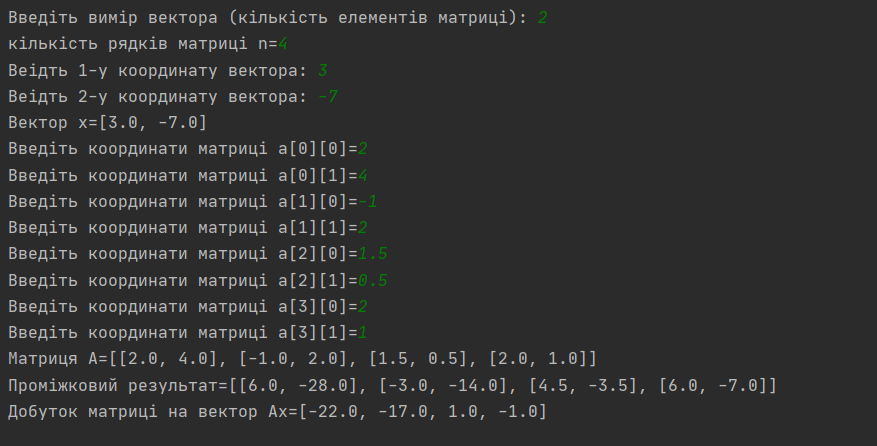 Введіть вимір вектора (кількість елементів матриці): 2
кількість рядків матриці n=4
Веідть 1-у координату вектора: 3
Веідть 2-у координату вектора: -7
Вектор x=[3.0, -7.0]
Введіть координати матриці a[0][0]=2
Введіть координати матриці a[0][1]=4
Введіть координати матриці a[1][0]=-1
Введіть координати матриці a[1][1]=2
Введіть координати матриці a[2][0]=1.5
Введіть координати матриці a[2][1]=0.5
Введіть координати матриці a[3][0]=2
Введіть координати матриці a[3][1]=1
Матриця A=[[2.0, 4.0], [-1.0, 2.0], [1.5, 0.5], [2.0, 1.0]]
Проміжковий результат=[[6.0, -28.0], [-3.0, -14.0], [4.5, -3.5], [6.0, -7.0]]
Добуток матриці на вектор Ax=[-22.0, -17.0, 1.0, -1.0]